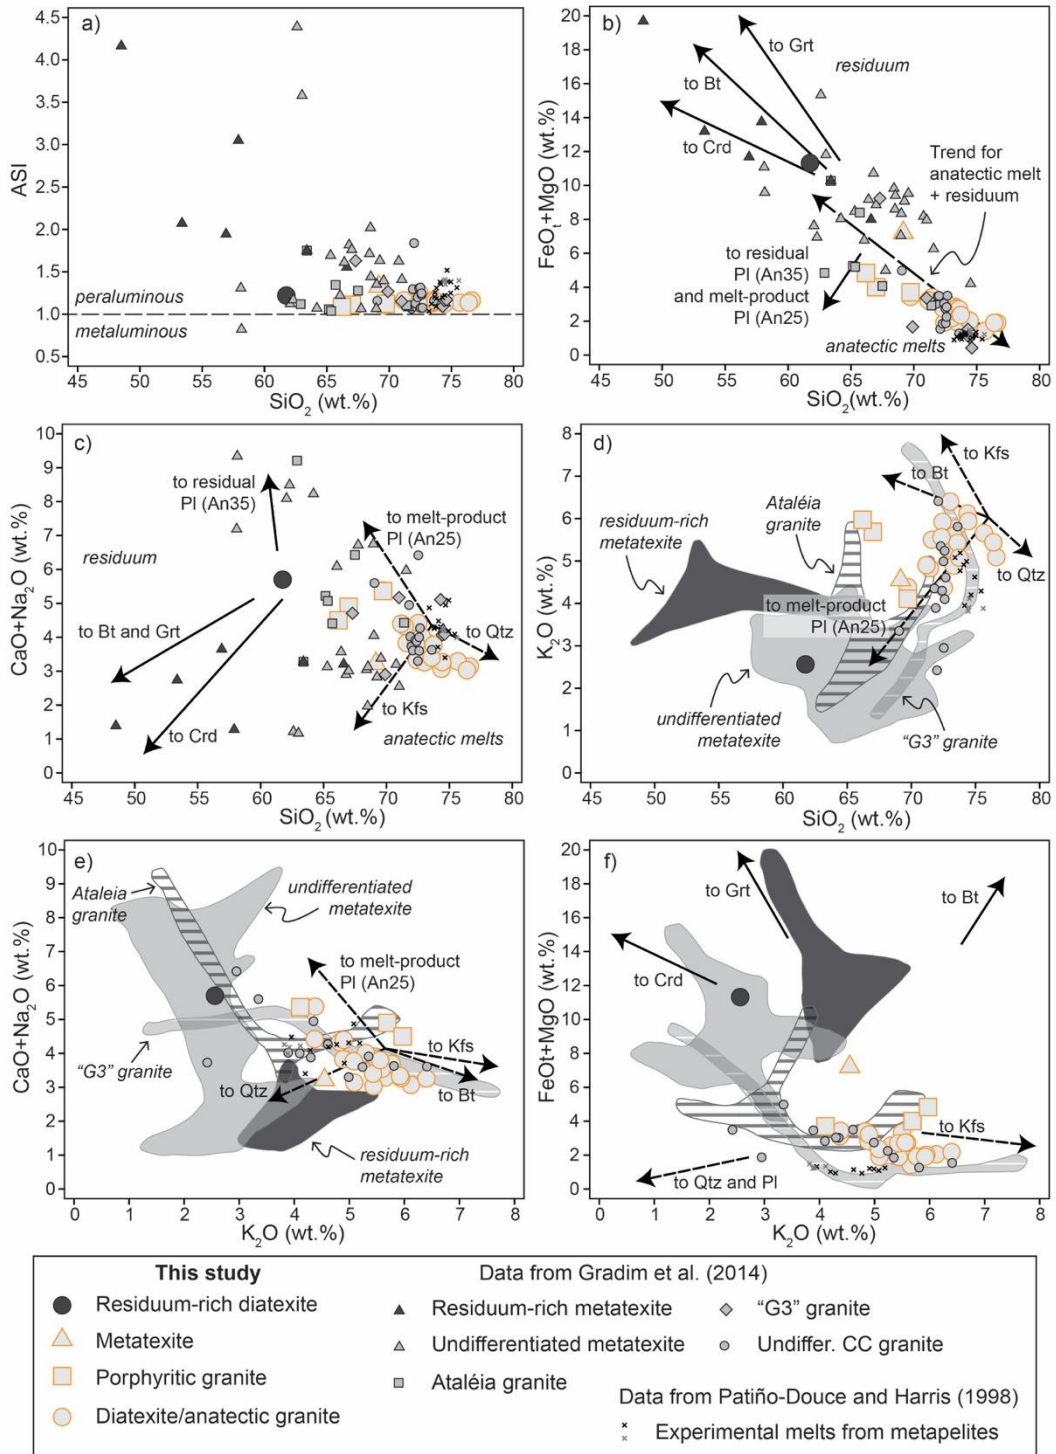 a)
4.5
4.0
3.5
3.0
2.5
2.0
1.5
1.0
0.5
ASI
peraluminous
metaluminous
45 50 55 60 65 70 75 80
SiO₂ (wt.%)
b)
20
18
16
14
12
10
8
6
4
2
0
FeOₜ+MgO (wt.%)
to Grt
residuum
to Bt
to Crd
Trend for
anatectic melt
+ residuum
to residual
Pl (An35)
and melt-product
Pl (An25)
anatectic melts
45 50 55 60 65 70 75 80
SiO₂(wt.%)
c)
10
9
8
7
6
5
4
3
2
1
0
CaO+Na₂O (wt.%)
to residual
Pl (An35)
to melt-product
Pl (An25)
residuum
to Bt and Grt
to Qtz
to Kfs
to Crd
anatectic melts
45 50 55 60 65 70 75 80
SiO₂ (wt.%)
d)
8
7
6
5
4
3
2
1
0
K₂O (wt.%)
to Kfs
to Bt
Ataléia
granite
residuum-rich
metatexite
to Qtz
to melt-product
Pl (An25)
undifferentiated
metatexite
“G3” granite
45 50 55 60 65 70 75 80
SiO₂ (wt.%)
e)
10
9
8
7
6
5
4
3
2
1
0
CaO+Na₂O (wt.%)
Ataleia
granite
undifferentiated
metatexite
to melt-product
Pl (An25)
“G3” granite
to Kfs
to Qtz
to Bt
residuum-rich
metatexite
0 1 2 3 4 5 6 7 8
K₂O (wt.%)
f)
20
18
16
14
12
10
8
6
4
2
0
FeOt+MgO (wt.%)
to Grt
to Bt
to Crd
to Kfs
to Qtz and Pl
0 1 2 3 4 5 6 7 8
K₂O (wt.%)
This study
Residuum-rich diatexite
Metatexite
Porphyritic granite
Diatexite/anatectic granite
Data from Gradim et al. (2014)
Residuum-rich metatexite
Undifferentiated metatexite
Ataléia granite
“G3” granite
Undiffer. CC granite
Data from Patiño-Douce and Harris (1998)
Experimental melts from metapelites